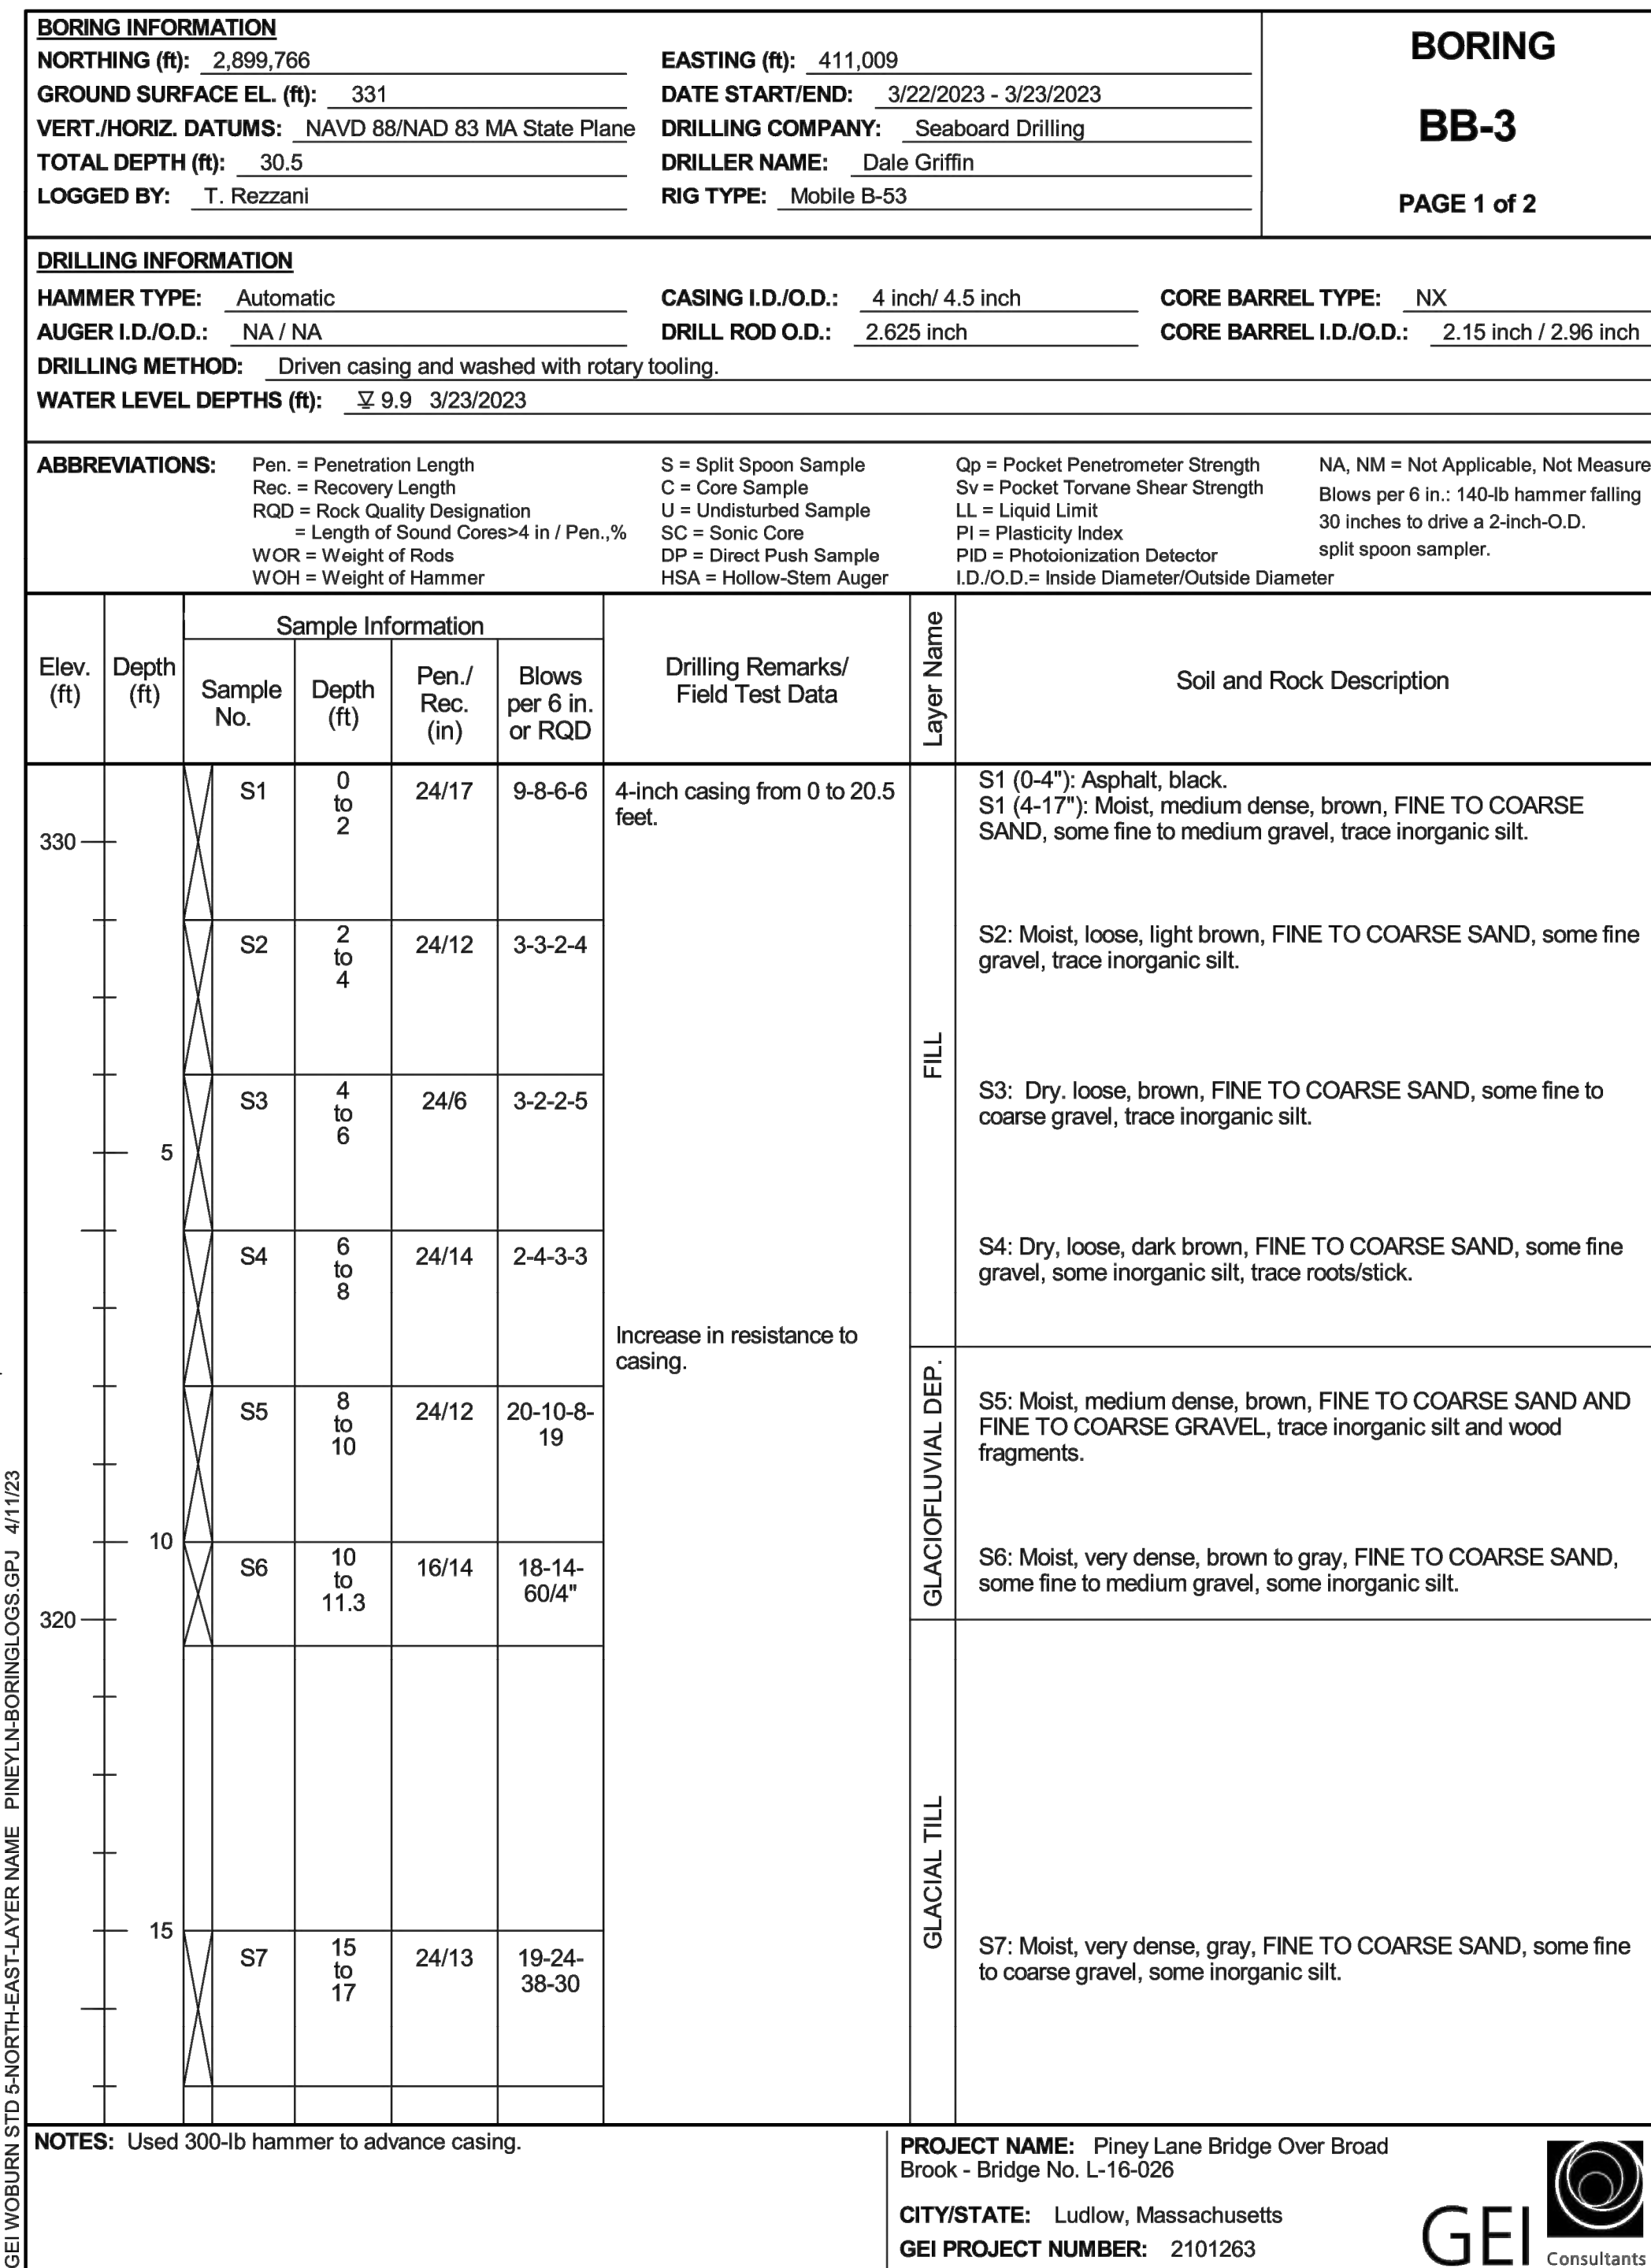 BORING INFORMATION
NORTHING (ft): 2,899,766 EASTING (ft): 411,009
GROUND SURFACE EL. (ft): 331 DATE START/END: 3/22/2023 - 3/23/2023
VERT./HORIZ. DATUMS: NAVD 88/NAD 83 MA State Plane DRILLING COMPANY: Seaboard Drilling
TOTAL DEPTH (ft): 30.5 DRILLER NAME: Dale Griffin
LOGGED BY: T. Rezzani RIG TYPE: Mobile B-53
BORING
BB-3
PAGE 1 of 2
DRILLING INFORMATION
HAMMER TYPE: Automatic CASING I.D./O.D.: 4 inch/ 4.5 inch CORE BARREL TYPE: NX
AUGER I.D./O.D.: NA / NA DRILL ROD O.D.: 2.625 inch CORE BARREL I.D./O.D.: 2.15 inch / 2.96 inch
DRILLING METHOD: Driven casing and washed with rotary tooling.
WATER LEVEL DEPTHS (ft): 9.9 3/23/2023
ABBREVIATIONS:
Pen. = Penetration Length
Rec. = Recovery Length
RQD = Rock Quality Designation
= Length of Sound Cores>4 in / Pen.,%
WOR = Weight of Rods
WOH = Weight of Hammer
S = Split Spoon Sample
C = Core Sample
U = Undisturbed Sample
SC = Sonic Core
DP = Direct Push Sample
HSA = Hollow-Stem Auger
Qp = Pocket Penetrometer Strength
Sv = Pocket Torvane Shear Strength
LL = Liquid Limit
PI = Plasticity Index
PID = Photoionization Detector
I.D./O.D.= Inside Diameter/Outside Diameter
NA, NM = Not Applicable, Not Measure
Blows per 6 in.: 140-lb hammer falling
30 inches to drive a 2-inch-O.D.
split spoon sampler.
Elev.
(ft)
Depth
(ft)
Sample Information
Sample
No.
Depth
(ft)
Pen./
Rec.
(in)
Blows
per 6 in.
or RQD
Drilling Remarks/
Field Test Data
Layer Name
Soil and Rock Description
S1
0
to
2
24/17
9-8-6-6
4-inch casing from 0 to 20.5
feet.
S1 (0-4"): Asphalt, black.
S1 (4-17"): Moist, medium dense, brown, FINE TO COARSE
SAND, some fine to medium gravel, trace inorganic silt.
330
S2
2
to
4
24/12
3-3-2-4
S2: Moist, loose, light brown, FINE TO COARSE SAND, some fine
gravel, trace inorganic silt.
FILL
S3
4
to
6
24/6
3-2-2-5
S3: Dry. loose, brown, FINE TO COARSE SAND, some fine to
coarse gravel, trace inorganic silt.
5
S4
6
to
8
24/14
2-4-3-3
S4: Dry, loose, dark brown, FINE TO COARSE SAND, some fine
gravel, some inorganic silt, trace roots/stick.
Increase in resistance to
casing.
GLACIOFLUVIAL DEP.
S5
8
to
10
24/12
20-10-8-
19
S5: Moist, medium dense, brown, FINE TO COARSE SAND AND
FINE TO COARSE GRAVEL, trace inorganic silt and wood
fragments.
10
S6
10
to
11.3
16/14
18-14-
60/4"
S6: Moist, very dense, brown to gray, FINE TO COARSE SAND,
some fine to medium gravel, some inorganic silt.
320
GLACIAL TILL
15
S7
15
to
17
24/13
19-24-
38-30
S7: Moist, very dense, gray, FINE TO COARSE SAND, some fine
to coarse gravel, some inorganic silt.
GEI WOBURN STD 5-NORTH-EAST-LAYER NAME PINEYLN-BORINGLOGS.GPJ 4/11/23
NOTES: Used 300-lb hammer to advance casing.
PROJECT NAME: Piney Lane Bridge Over Broad
Brook - Bridge No. L-16-026
CITY/STATE: Ludlow, Massachusetts
GEI PROJECT NUMBER: 2101263
GEI
Consultants